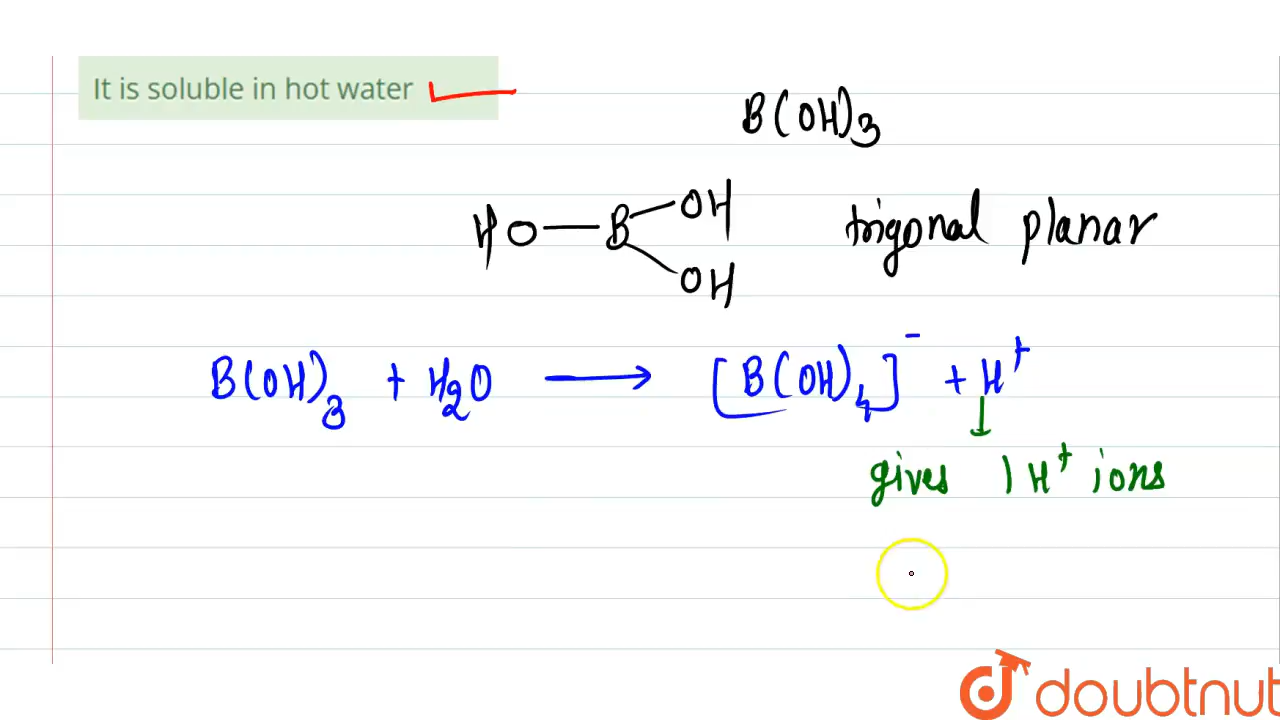 It is soluble in hot water
B(OH)3
HO—B
OH
OH
trigonal planar
B(OH)3 + H2O ⟶ [B(OH)4]⁻ + H⁺
↓
gives 1 H⁺ ions
doubtnut